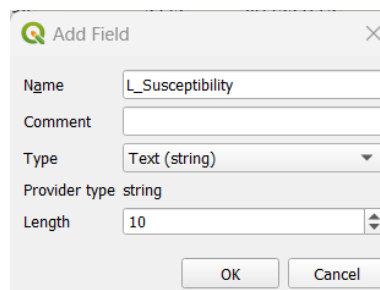 Add Field
Name L_Susceptibility
Comment
Type Text (string)
Provider type string
Length 10
OK Cancel